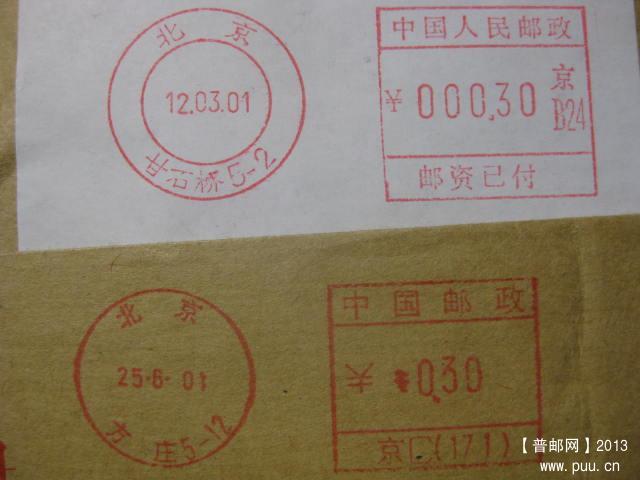 北京
12.03.01
甘石桥5-2
中国人民邮政
¥ 000.30
京
B24
邮资已付
北京
25·6·01
方庄5-12
中国邮政
¥ 0.30
京(171)
【普邮网】2013
www.puu.cn